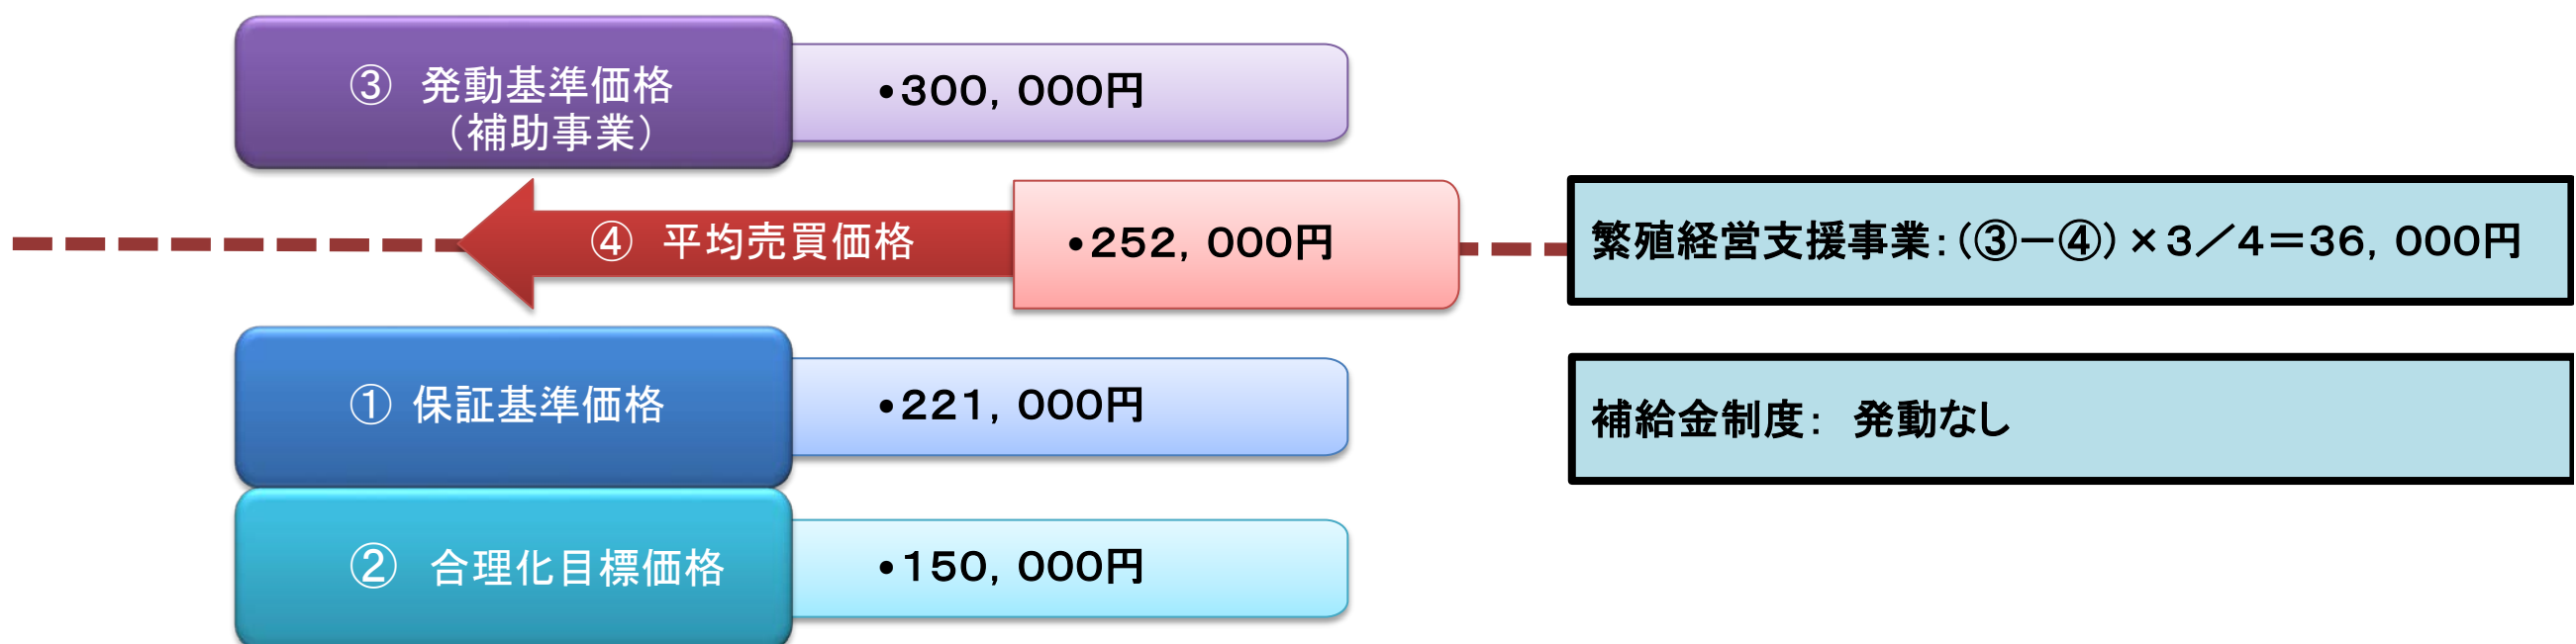 ③　発動基準価格
（補助事業）
•３００，０００円
④　平均売買価格
•２５２，０００円
繁殖経営支援事業：（③－④）×３／４＝３６，０００円
① 保証基準価格
•２２１，０００円
補給金制度：　発動なし
②　合理化目標価格
•１５０，０００円